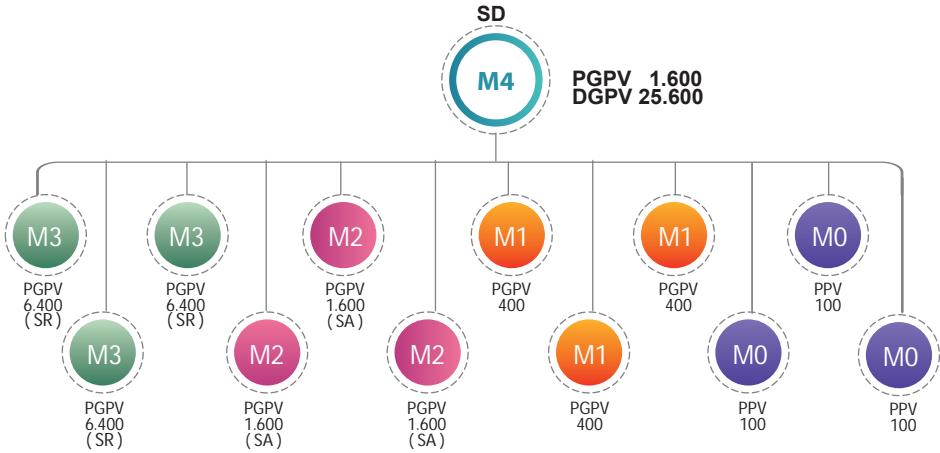 SD
M4
PGPV 1.600
DGPV 25.600
M3
PGPV
6.400
( SR )
M3
PGPV
6.400
( SR )
M2
PGPV
1.600
( SA )
M1
PGPV
400
M1
PGPV
400
M0
PPV
100
M3
PGPV
6.400
( SR )
M2
PGPV
1.600
( SA )
M2
PGPV
1.600
( SA )
M1
PGPV
400
M0
PPV
100
M0
PPV
100